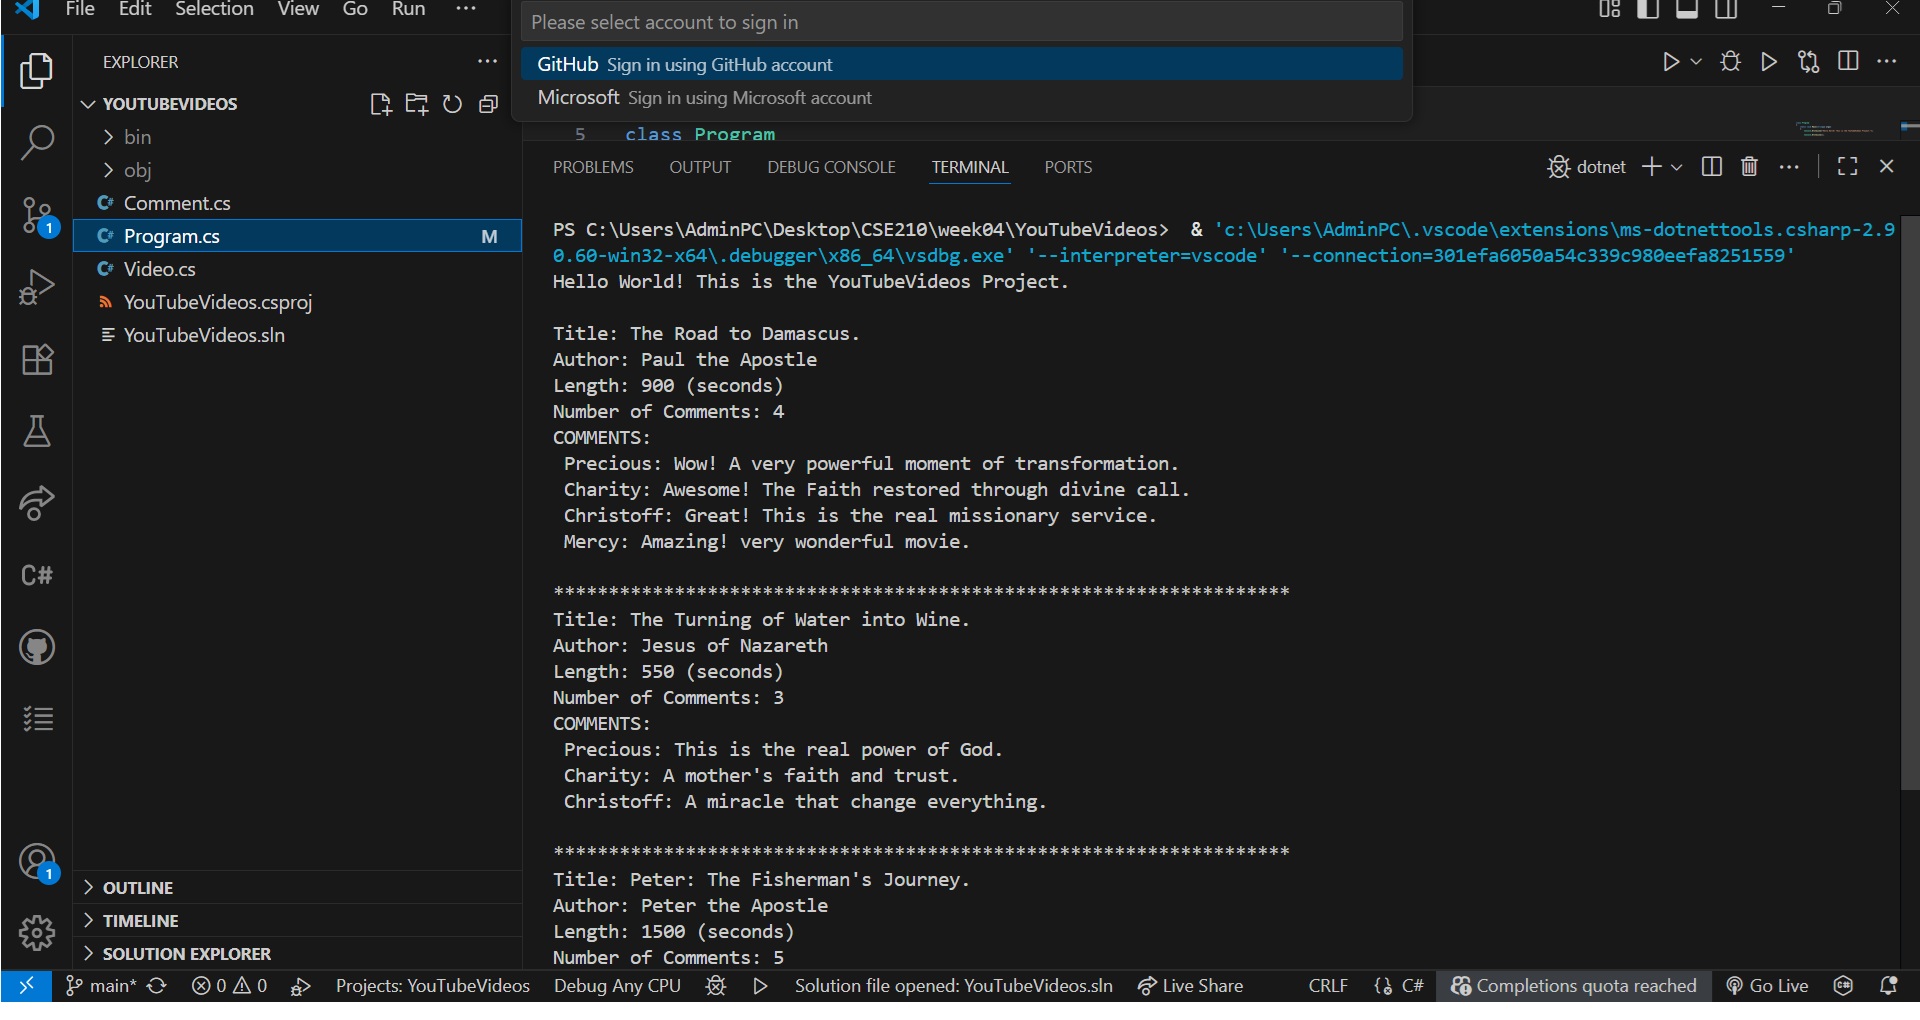 File Edit Selection View Go Run ···
Please select account to sign in
GitHub Sign in using GitHub account
Microsoft Sign in using Microsoft account
EXPLORER
YOUTUBEVIDEOS
bin
obj
C# Comment.cs
C# Program.cs M
C# Video.cs
YouTubeVideos.csproj
YouTubeVideos.sln
C#
1
1
OUTLINE
TIMELINE
SOLUTION EXPLORER
5 class Program
PROBLEMS OUTPUT DEBUG CONSOLE TERMINAL PORTS
dotnet
PS C:\Users\AdminPC\Desktop\CSE210\week04\YouTubeVideos> & 'c:\Users\AdminPC\.vscode\extensions\ms-dotnettools.csharp-2.9
0.60-win32-x64\.debugger\x86_64\vsdbg.exe' '--interpreter=vscode' '--connection=301efa6050a54c339c980eefa8251559'
Hello World! This is the YouTubeVideos Project.
Title: The Road to Damascus.
Author: Paul the Apostle
Length: 900 (seconds)
Number of Comments: 4
COMMENTS:
Precious: Wow! A very powerful moment of transformation.
Charity: Awesome! The Faith restored through divine call.
Christoff: Great! This is the real missionary service.
Mercy: Amazing! very wonderful movie.
*******************************************************************
Title: The Turning of Water into Wine.
Author: Jesus of Nazareth
Length: 550 (seconds)
Number of Comments: 3
COMMENTS:
Precious: This is the real power of God.
Charity: A mother's faith and trust.
Christoff: A miracle that change everything.
*******************************************************************
Title: Peter: The Fisherman's Journey.
Author: Peter the Apostle
Length: 1500 (seconds)
Number of Comments: 5
main* 0 0 Projects: YouTubeVideos Debug Any CPU Solution file opened: YouTubeVideos.sln Live Share CRLF C# Completions quota reached Go Live